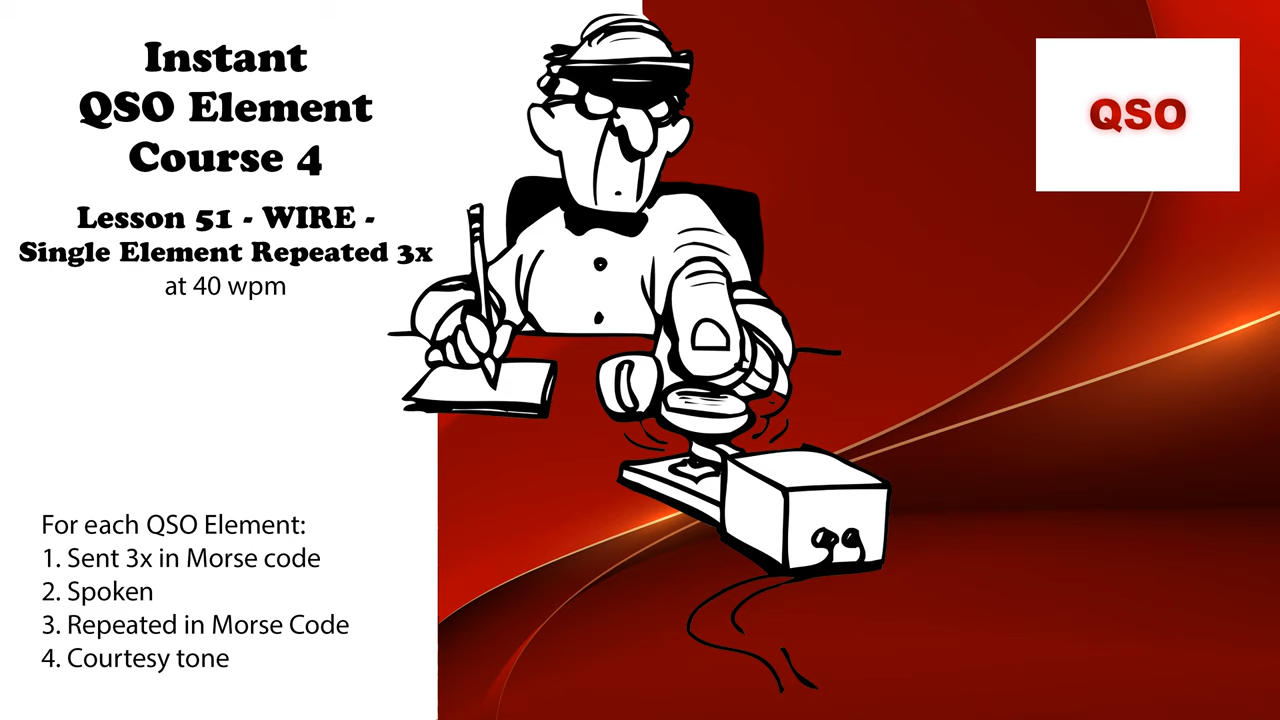 Instant
QSO Element
Course 4
Lesson 51 - WIRE -
Single Element Repeated 3x
at 40 wpm
QSO
For each QSO Element:
1. Sent 3x in Morse code
2. Spoken
3. Repeated in Morse Code
4. Courtesy tone